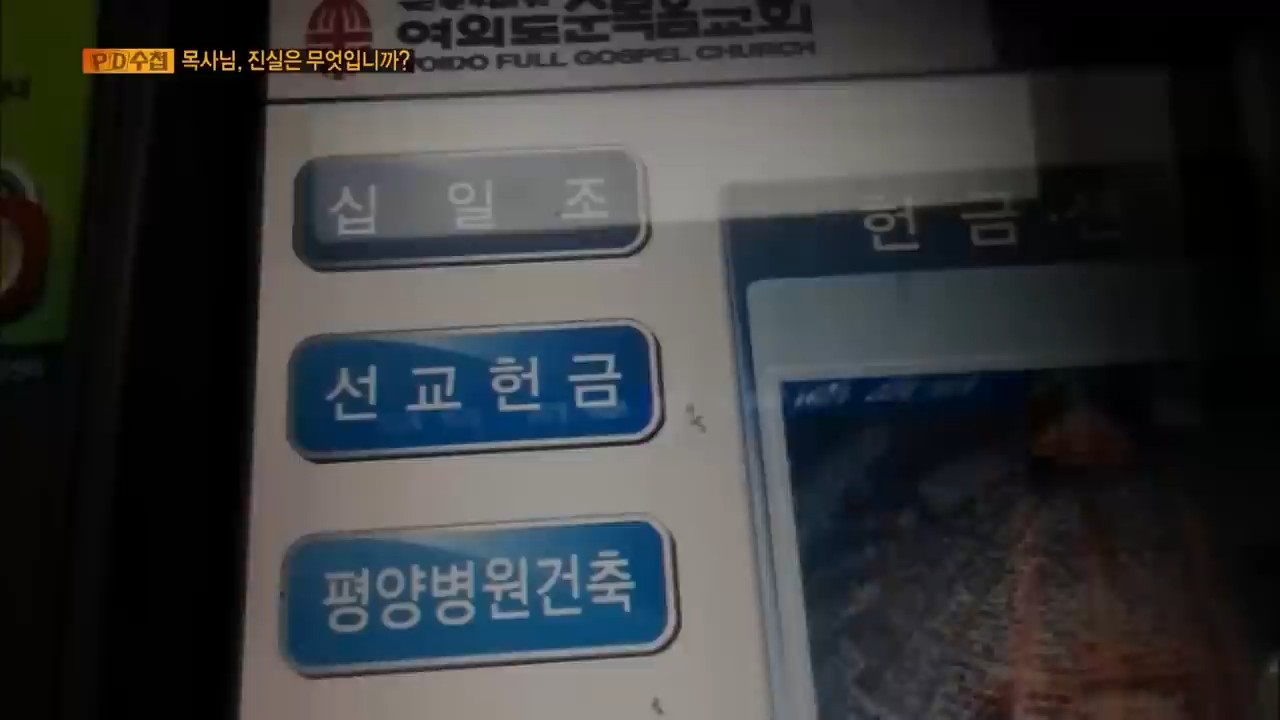 여의도순복음교회
PD수첩 목사님, 진실은 무엇입니까?
YOIDO FULL GOSPEL CHURCH
십 일 조
헌 금
선 교 헌 금
평양병원건축